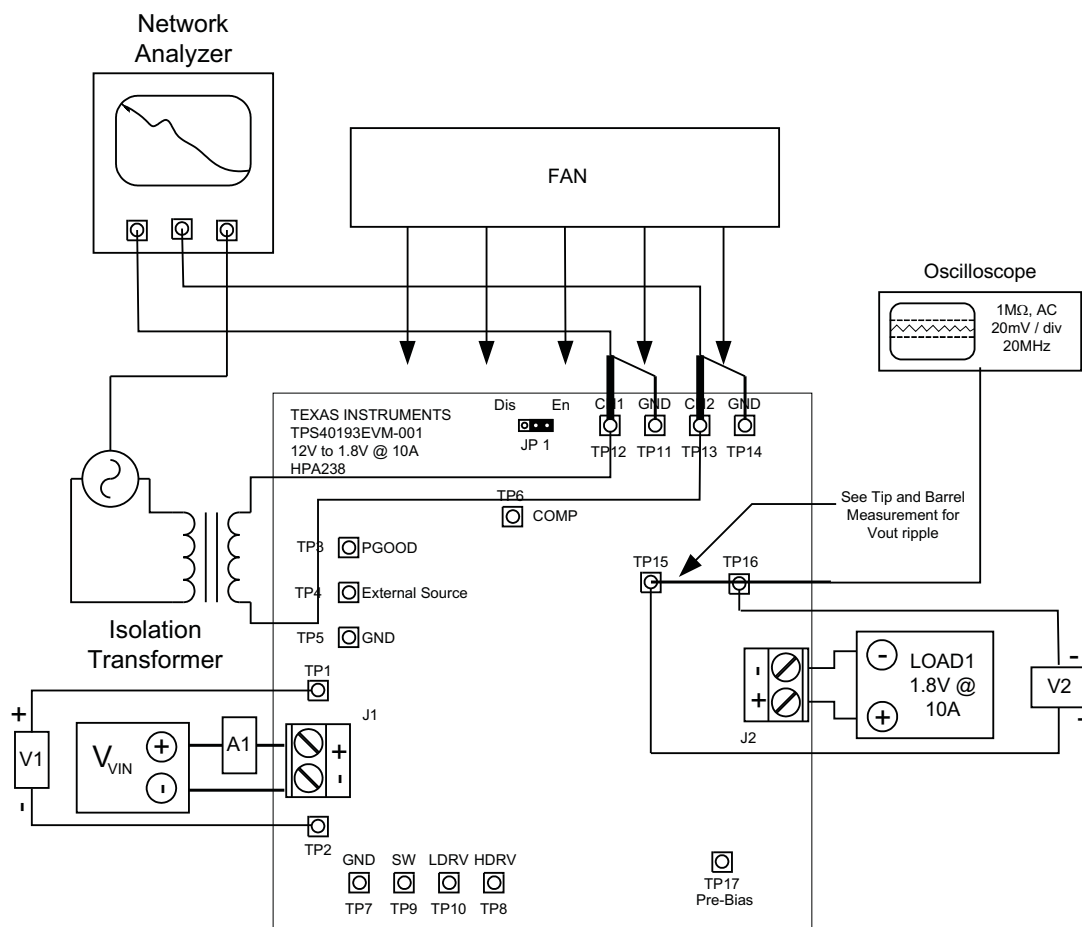 Network
Analyzer
FAN
Oscilloscope
1MΩ, AC
20mV / div
20MHz
TEXAS INSTRUMENTS
TPS40193EVM-001
12V to 1.8V @ 10A
HPA238
Dis
En
JP 1
CH1
GND
CH2
GND
TP12
TP11
TP13
TP14
TP6
COMP
See Tip and Barrel
Measurement for
Vout ripple
TP3
PGOOD
TP4
External Source
TP5
GND
TP15
TP16
Isolation
Transformer
TP1
J1
+
V1
-
VVIN
+
-
A1
+
-
TP2
-
+
J2
-
+
LOAD1
1.8V @
10A
-
V2
+
GND
SW
LDRV
HDRV
TP7
TP9
TP10
TP8
TP17
Pre-Bias